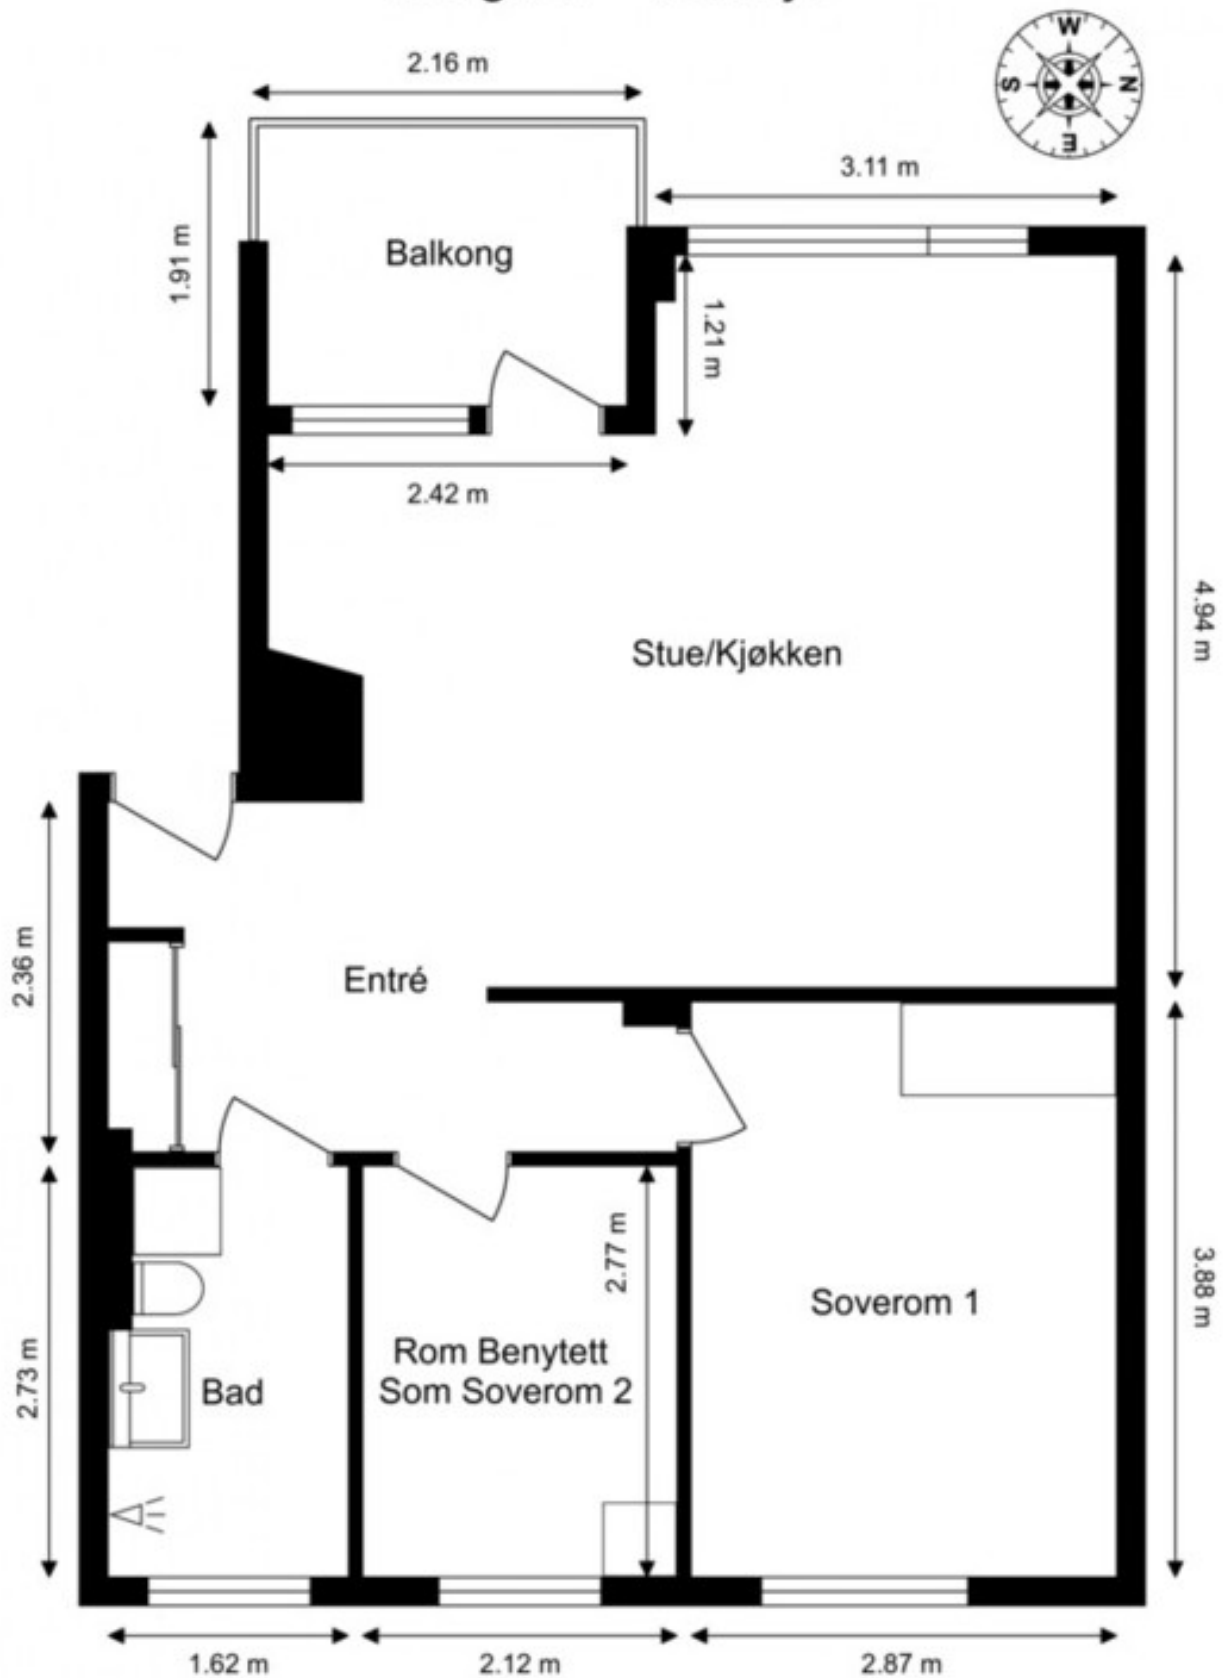 W
S
N
E
2.16 m
3.11 m
1.91 m
Balkong
1.21 m
2.42 m
4.94 m
Stue/Kjøkken
2.36 m
Entré
2.77 m
3.88 m
Soverom 1
Rom Benytett
Som Soverom 2
2.73 m
Bad
1.62 m
2.12 m
2.87 m